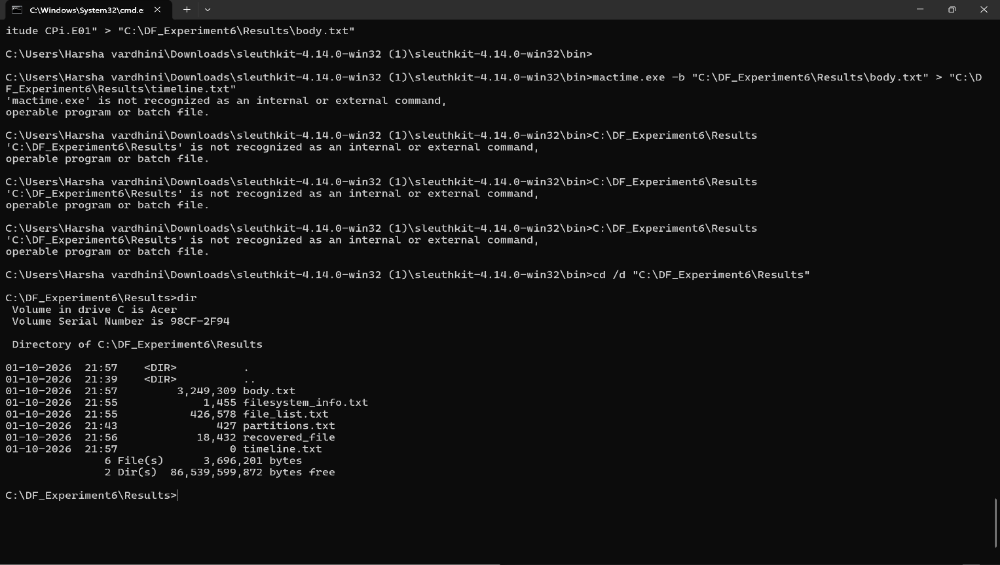 C:\Windows\System32\cmd.e
itude CPi.E01" > "C:\DF_Experiment6\Results\body.txt"
C:\Users\Harsha vardhini\Downloads\sleuthkit-4.14.0-win32 (1)\sleuthkit-4.14.0-win32\bin>
C:\Users\Harsha vardhini\Downloads\sleuthkit-4.14.0-win32 (1)\sleuthkit-4.14.0-win32\bin>mactime.exe -b "C:\DF_Experiment6\Results\body.txt" > "C:\D
F_Experiment6\Results\timeline.txt"
'mactime.exe' is not recognized as an internal or external command,
operable program or batch file.
C:\Users\Harsha vardhini\Downloads\sleuthkit-4.14.0-win32 (1)\sleuthkit-4.14.0-win32\bin>C:\DF_Experiment6\Results
'C:\DF_Experiment6\Results' is not recognized as an internal or external command,
operable program or batch file.
C:\Users\Harsha vardhini\Downloads\sleuthkit-4.14.0-win32 (1)\sleuthkit-4.14.0-win32\bin>C:\DF_Experiment6\Results
'C:\DF_Experiment6\Results' is not recognized as an internal or external command,
operable program or batch file.
C:\Users\Harsha vardhini\Downloads\sleuthkit-4.14.0-win32 (1)\sleuthkit-4.14.0-win32\bin>C:\DF_Experiment6\Results
'C:\DF_Experiment6\Results' is not recognized as an internal or external command,
operable program or batch file.
C:\Users\Harsha vardhini\Downloads\sleuthkit-4.14.0-win32 (1)\sleuthkit-4.14.0-win32\bin>cd /d "C:\DF_Experiment6\Results"
C:\DF_Experiment6\Results>dir
Volume in drive C is Acer
Volume Serial Number is 98CF-2F94
Directory of C:\DF_Experiment6\Results
01-10-2026  21:57    <DIR>          .
01-10-2026  21:39    <DIR>          ..
01-10-2026  21:57         3,249,309 body.txt
01-10-2026  21:55             1,455 filesystem_info.txt
01-10-2026  21:55           426,578 file_list.txt
01-10-2026  21:43               427 partitions.txt
01-10-2026  21:56            18,432 recovered_file
01-10-2026  21:57                 0 timeline.txt
6 File(s)      3,696,201 bytes
2 Dir(s)  86,539,599,872 bytes free
C:\DF_Experiment6\Results>